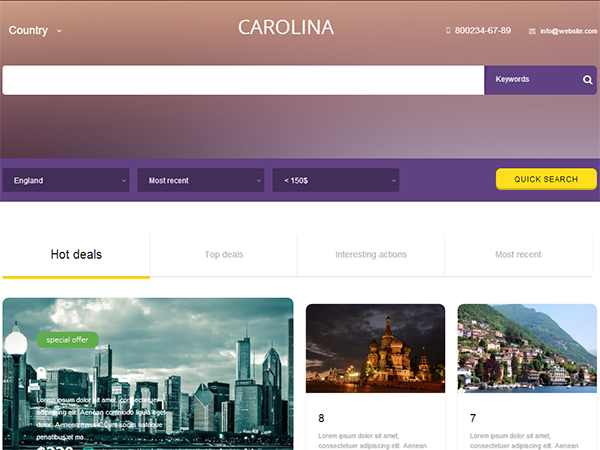 Country
CAROLINA
800234-67-89
info@website.com
Keywords
England
Most recent
< 150$
QUICK SEARCH
Hot deals
Top deals
Interesting actions
Most recent
special offer
Lorem ipsum dolor sit amet, consectetuer
adipiscing elit. Aenean commodo ligula eget
dolor. Aenean massa. Cum sociis natoque
penatibus et ma
8
Lorem ipsum dolor sit amet,
consectetuer adipiscing elit. Aenean
7
Lorem ipsum dolor sit amet,
consectetuer adipiscing elit. Aenean